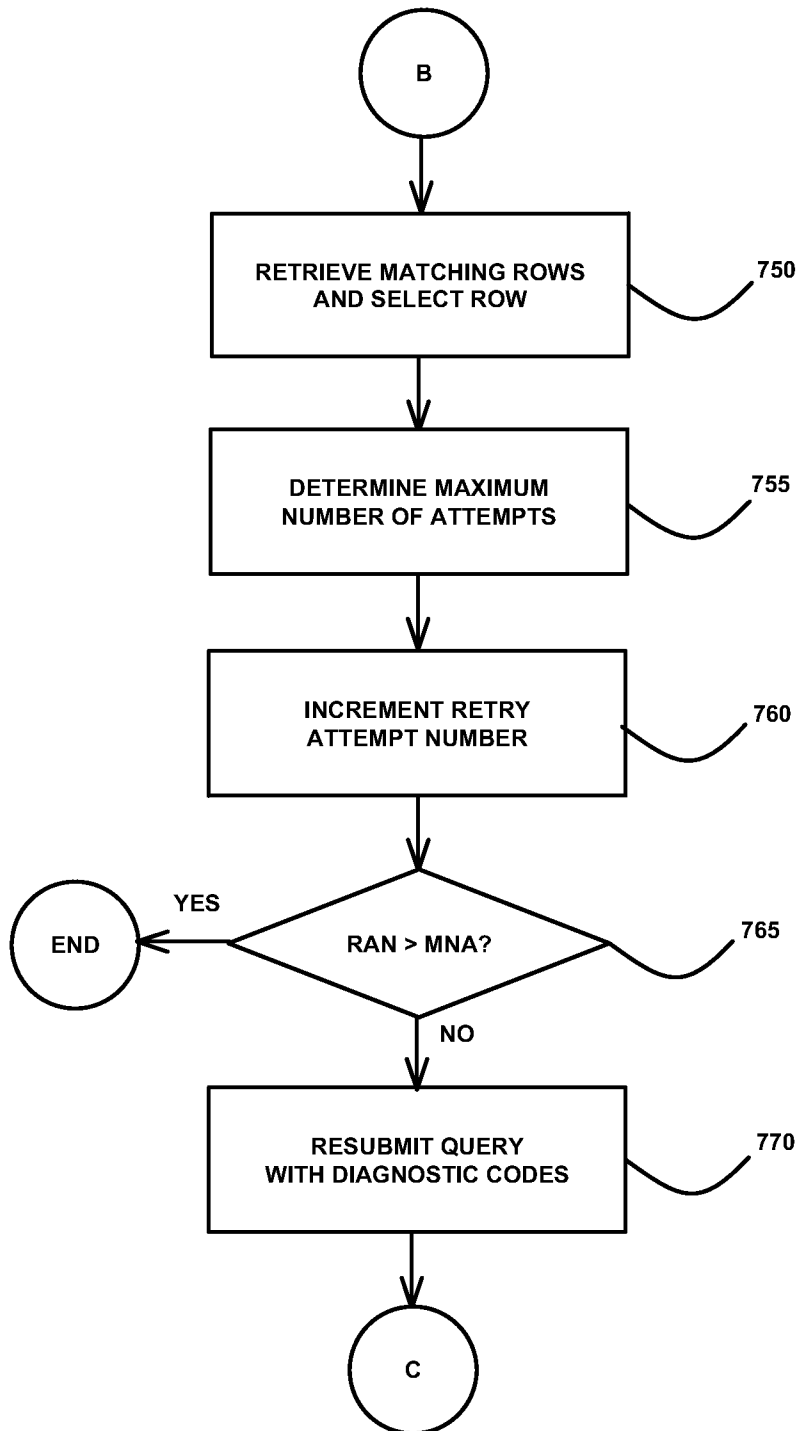 B
RETRIEVE MATCHING ROWS
AND SELECT ROW
750
DETERMINE MAXIMUM
NUMBER OF ATTEMPTS
755
INCREMENT RETRY
ATTEMPT NUMBER
760
YES
END
RAN > MNA?
765
NO
RESUBMIT QUERY
WITH DIAGNOSTIC CODES
770
C